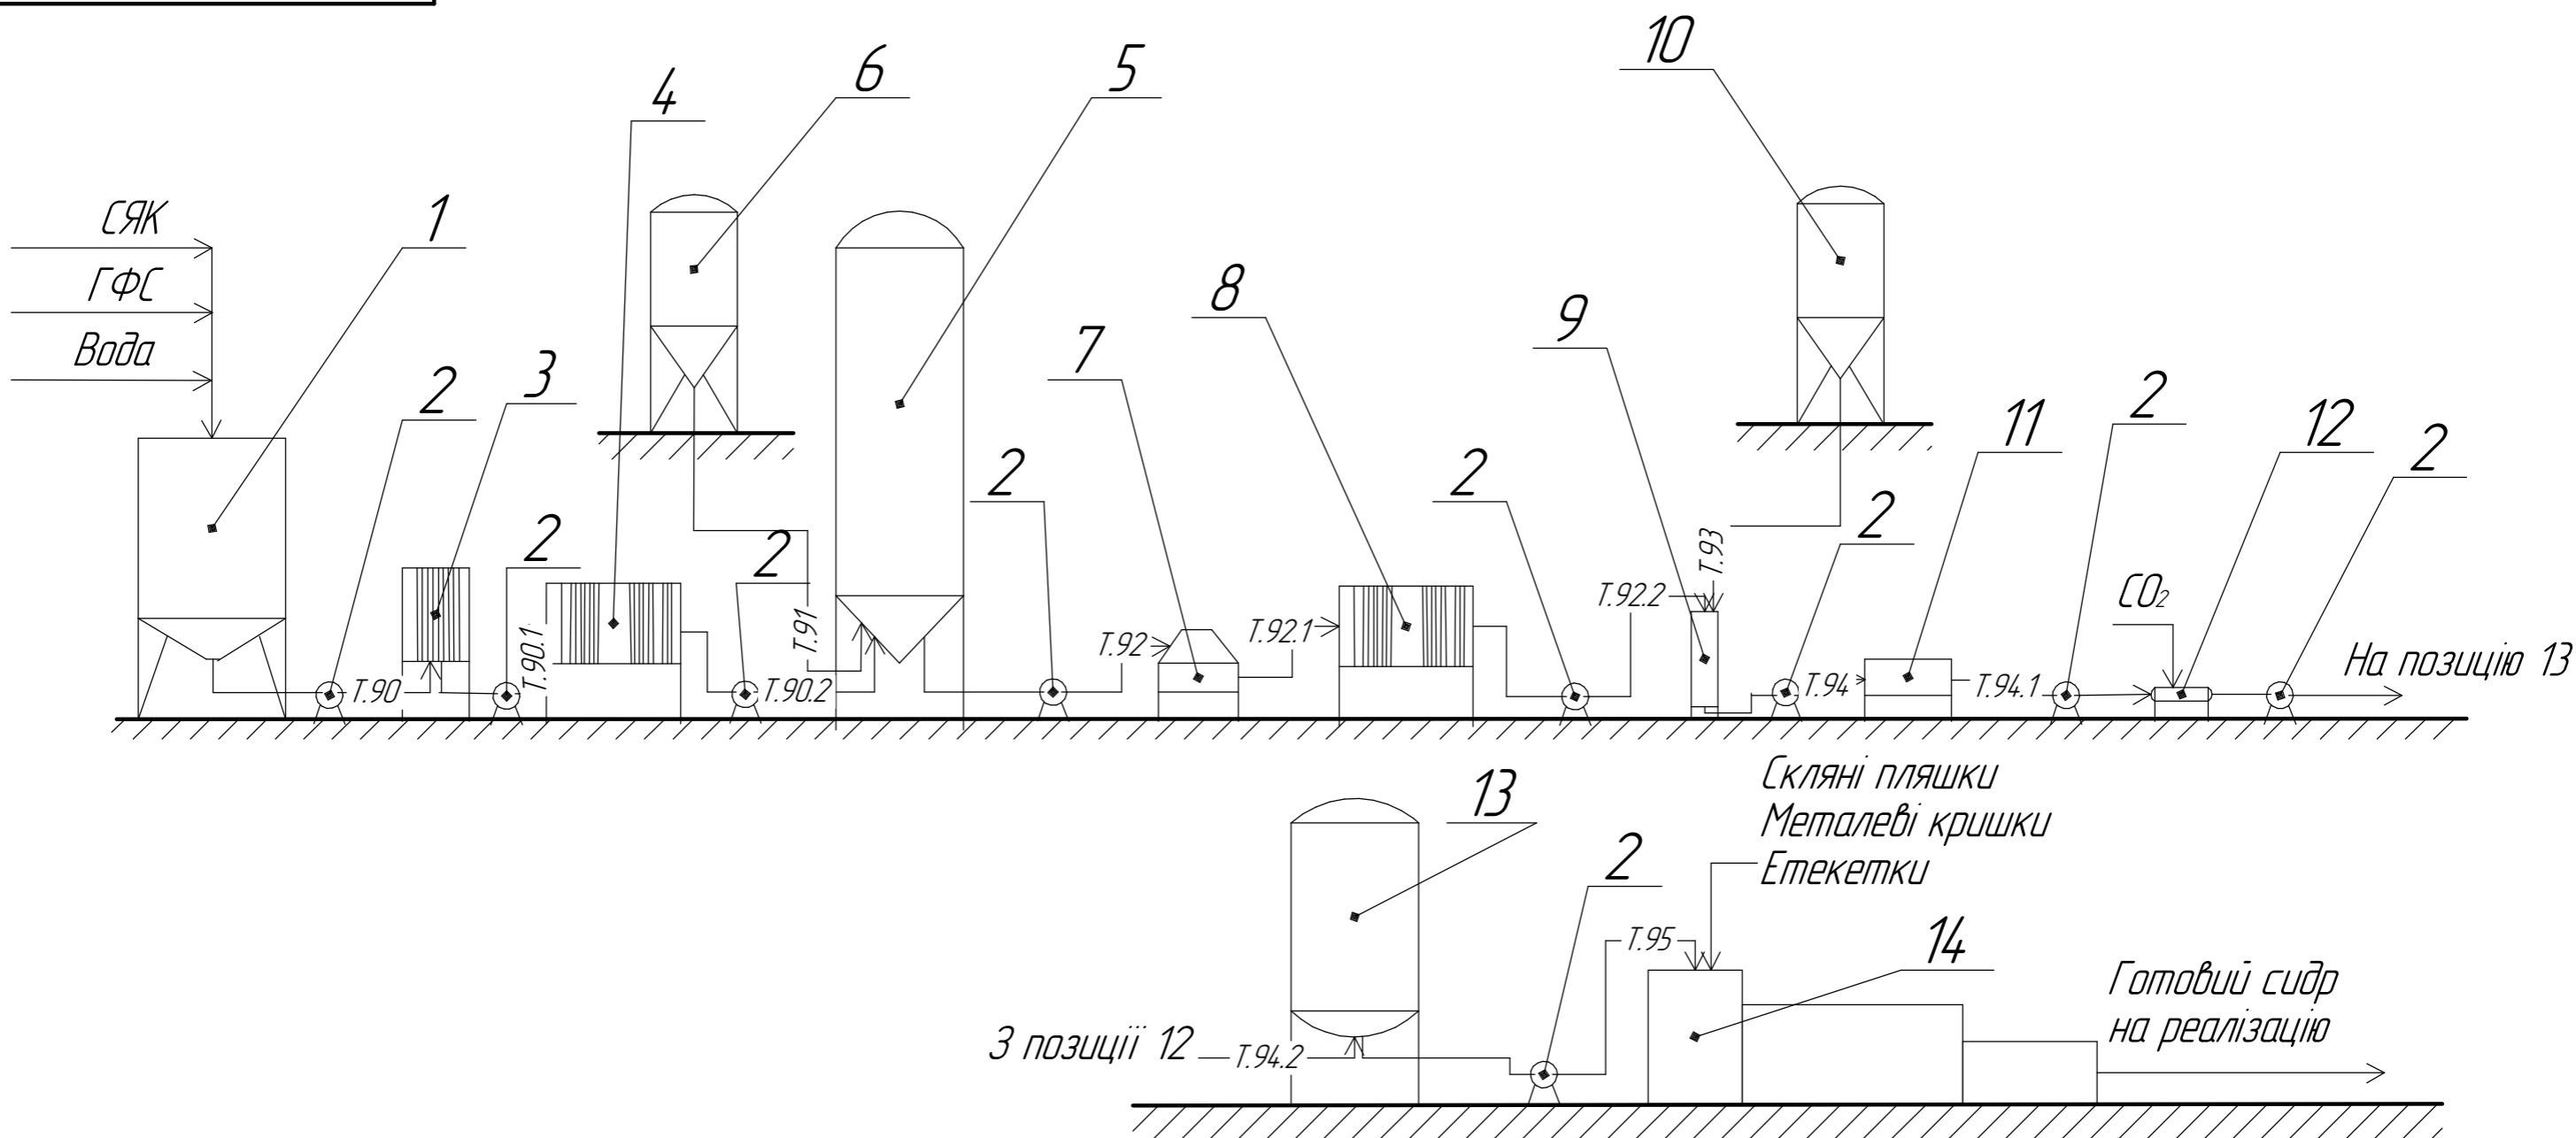 10
6
5
4
СЯК
1
ГФС
8
9
Вода
7
3
2
2
11
12
2
2
2
2
2
2
2
Т.93
CO₂
Т.92.2
Т.91
Т.92
Т.92.1
Т.90.1
На позицію 13
Т.90
Т.90.2
Т.94
Т.94.1
13
Скляні пляшки
Металеві кришки
Етекетки
2
Т.95
14
Готовий сидр
на реалізацію
З позиції 12
Т.94.2